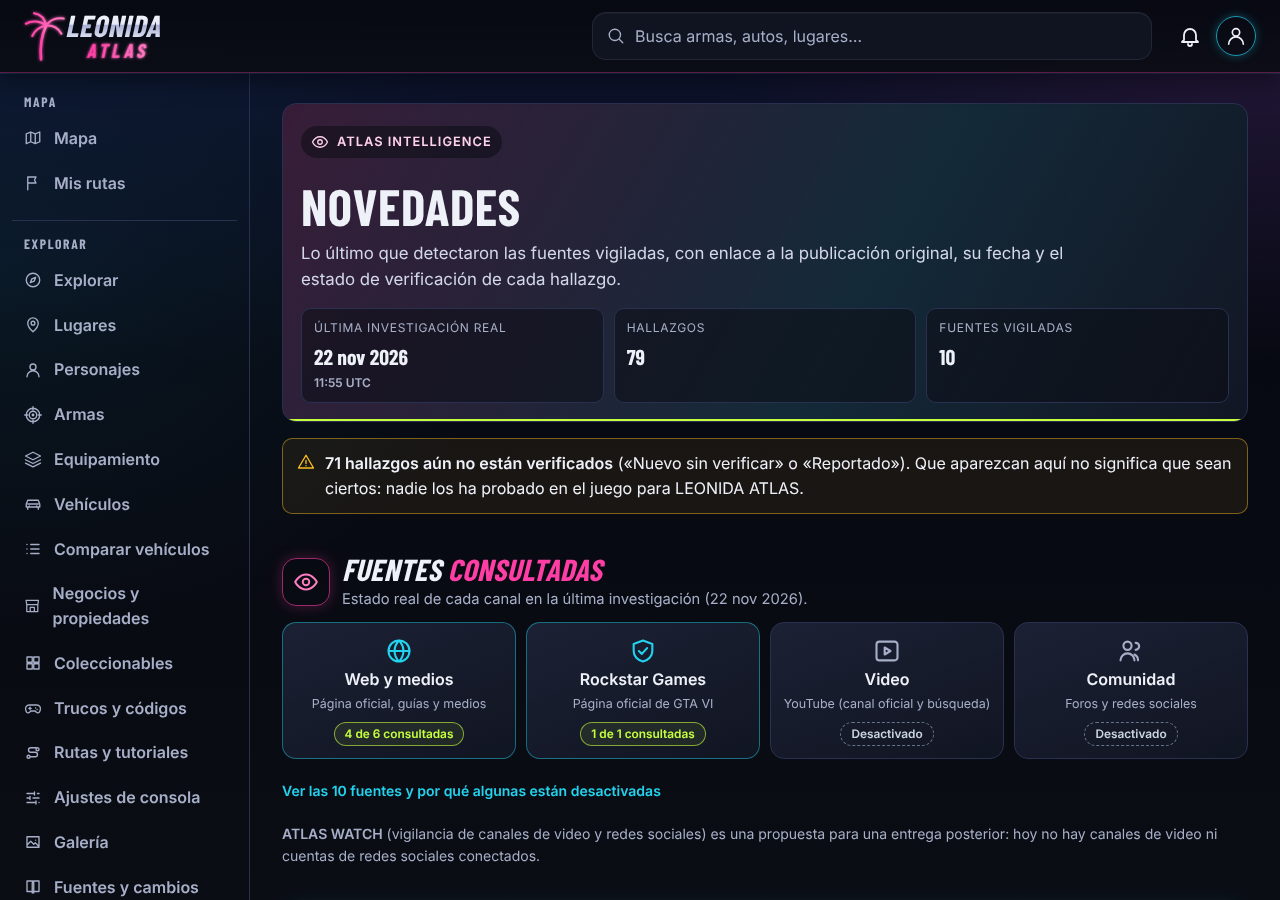 LEONIDA
ATLAS
Busca armas, autos, lugares...
MAPA
Mapa
Mis rutas
EXPLORAR
Explorar
Lugares
Personajes
Armas
Equipamiento
Vehículos
Comparar vehículos
Negocios y
propiedades
Coleccionables
Trucos y códigos
Rutas y tutoriales
Ajustes de consola
Galería
Fuentes y cambios
ATLAS INTELLIGENCE
NOVEDADES
Lo último que detectaron las fuentes vigiladas, con enlace a la publicación original, su fecha y el
estado de verificación de cada hallazgo.
ÚLTIMA INVESTIGACIÓN REAL
22 nov 2026
11:55 UTC
HALLAZGOS
79
FUENTES VIGILADAS
10
71 hallazgos aún no están verificados («Nuevo sin verificar» o «Reportado»). Que aparezcan aquí no significa que sean
ciertos: nadie los ha probado en el juego para LEONIDA ATLAS.
FUENTES CONSULTADAS
Estado real de cada canal en la última investigación (22 nov 2026).
Web y medios
Página oficial, guías y medios
4 de 6 consultadas
Rockstar Games
Página oficial de GTA VI
1 de 1 consultadas
Video
YouTube (canal oficial y búsqueda)
Desactivado
Comunidad
Foros y redes sociales
Desactivado
Ver las 10 fuentes y por qué algunas están desactivadas
ATLAS WATCH (vigilancia de canales de video y redes sociales) es una propuesta para una entrega posterior: hoy no hay canales de video ni
cuentas de redes sociales conectados.